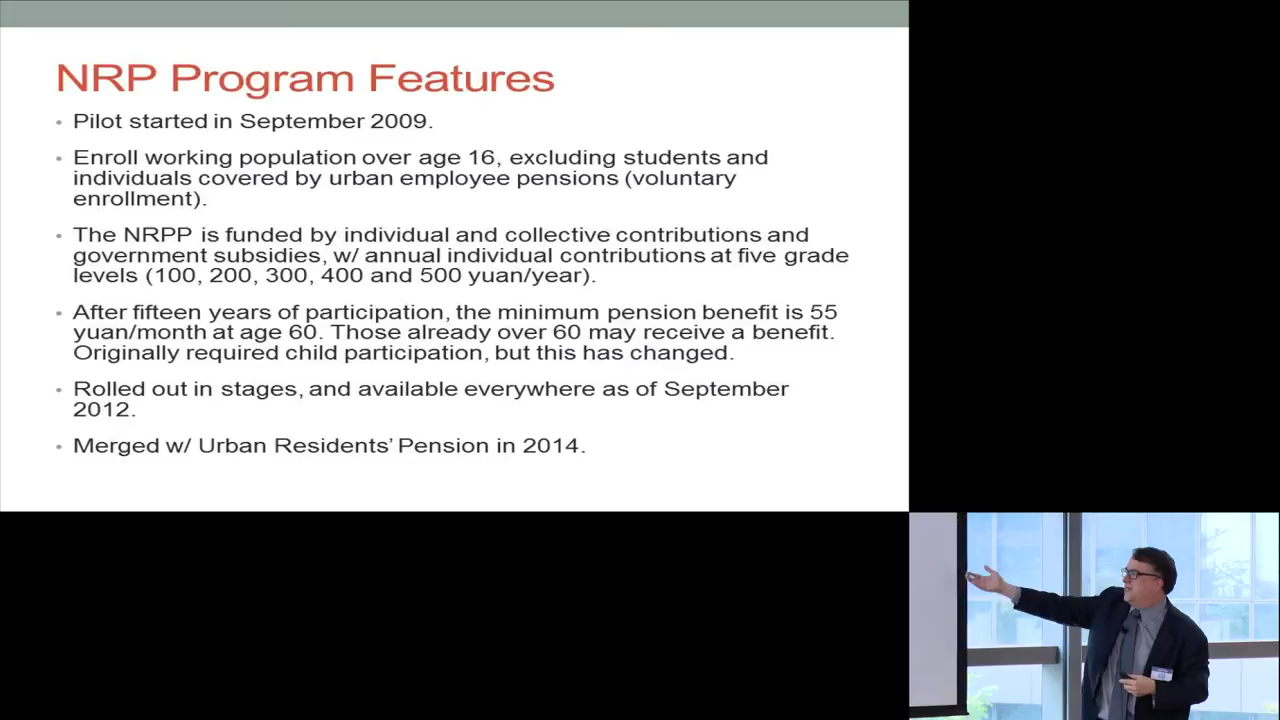 NRP Program Features
• Pilot started in September 2009.
• Enroll working population over age 16, excluding students and
individuals covered by urban employee pensions (voluntary
enrollment).
• The NRPP is funded by individual and collective contributions and
government subsidies, w/ annual individual contributions at five grade
levels (100, 200, 300, 400 and 500 yuan/year).
• After fifteen years of participation, the minimum pension benefit is 55
yuan/month at age 60. Those already over 60 may receive a benefit.
Originally required child participation, but this has changed.
• Rolled out in stages, and available everywhere as of September
2012.
• Merged w/ Urban Residents' Pension in 2014.